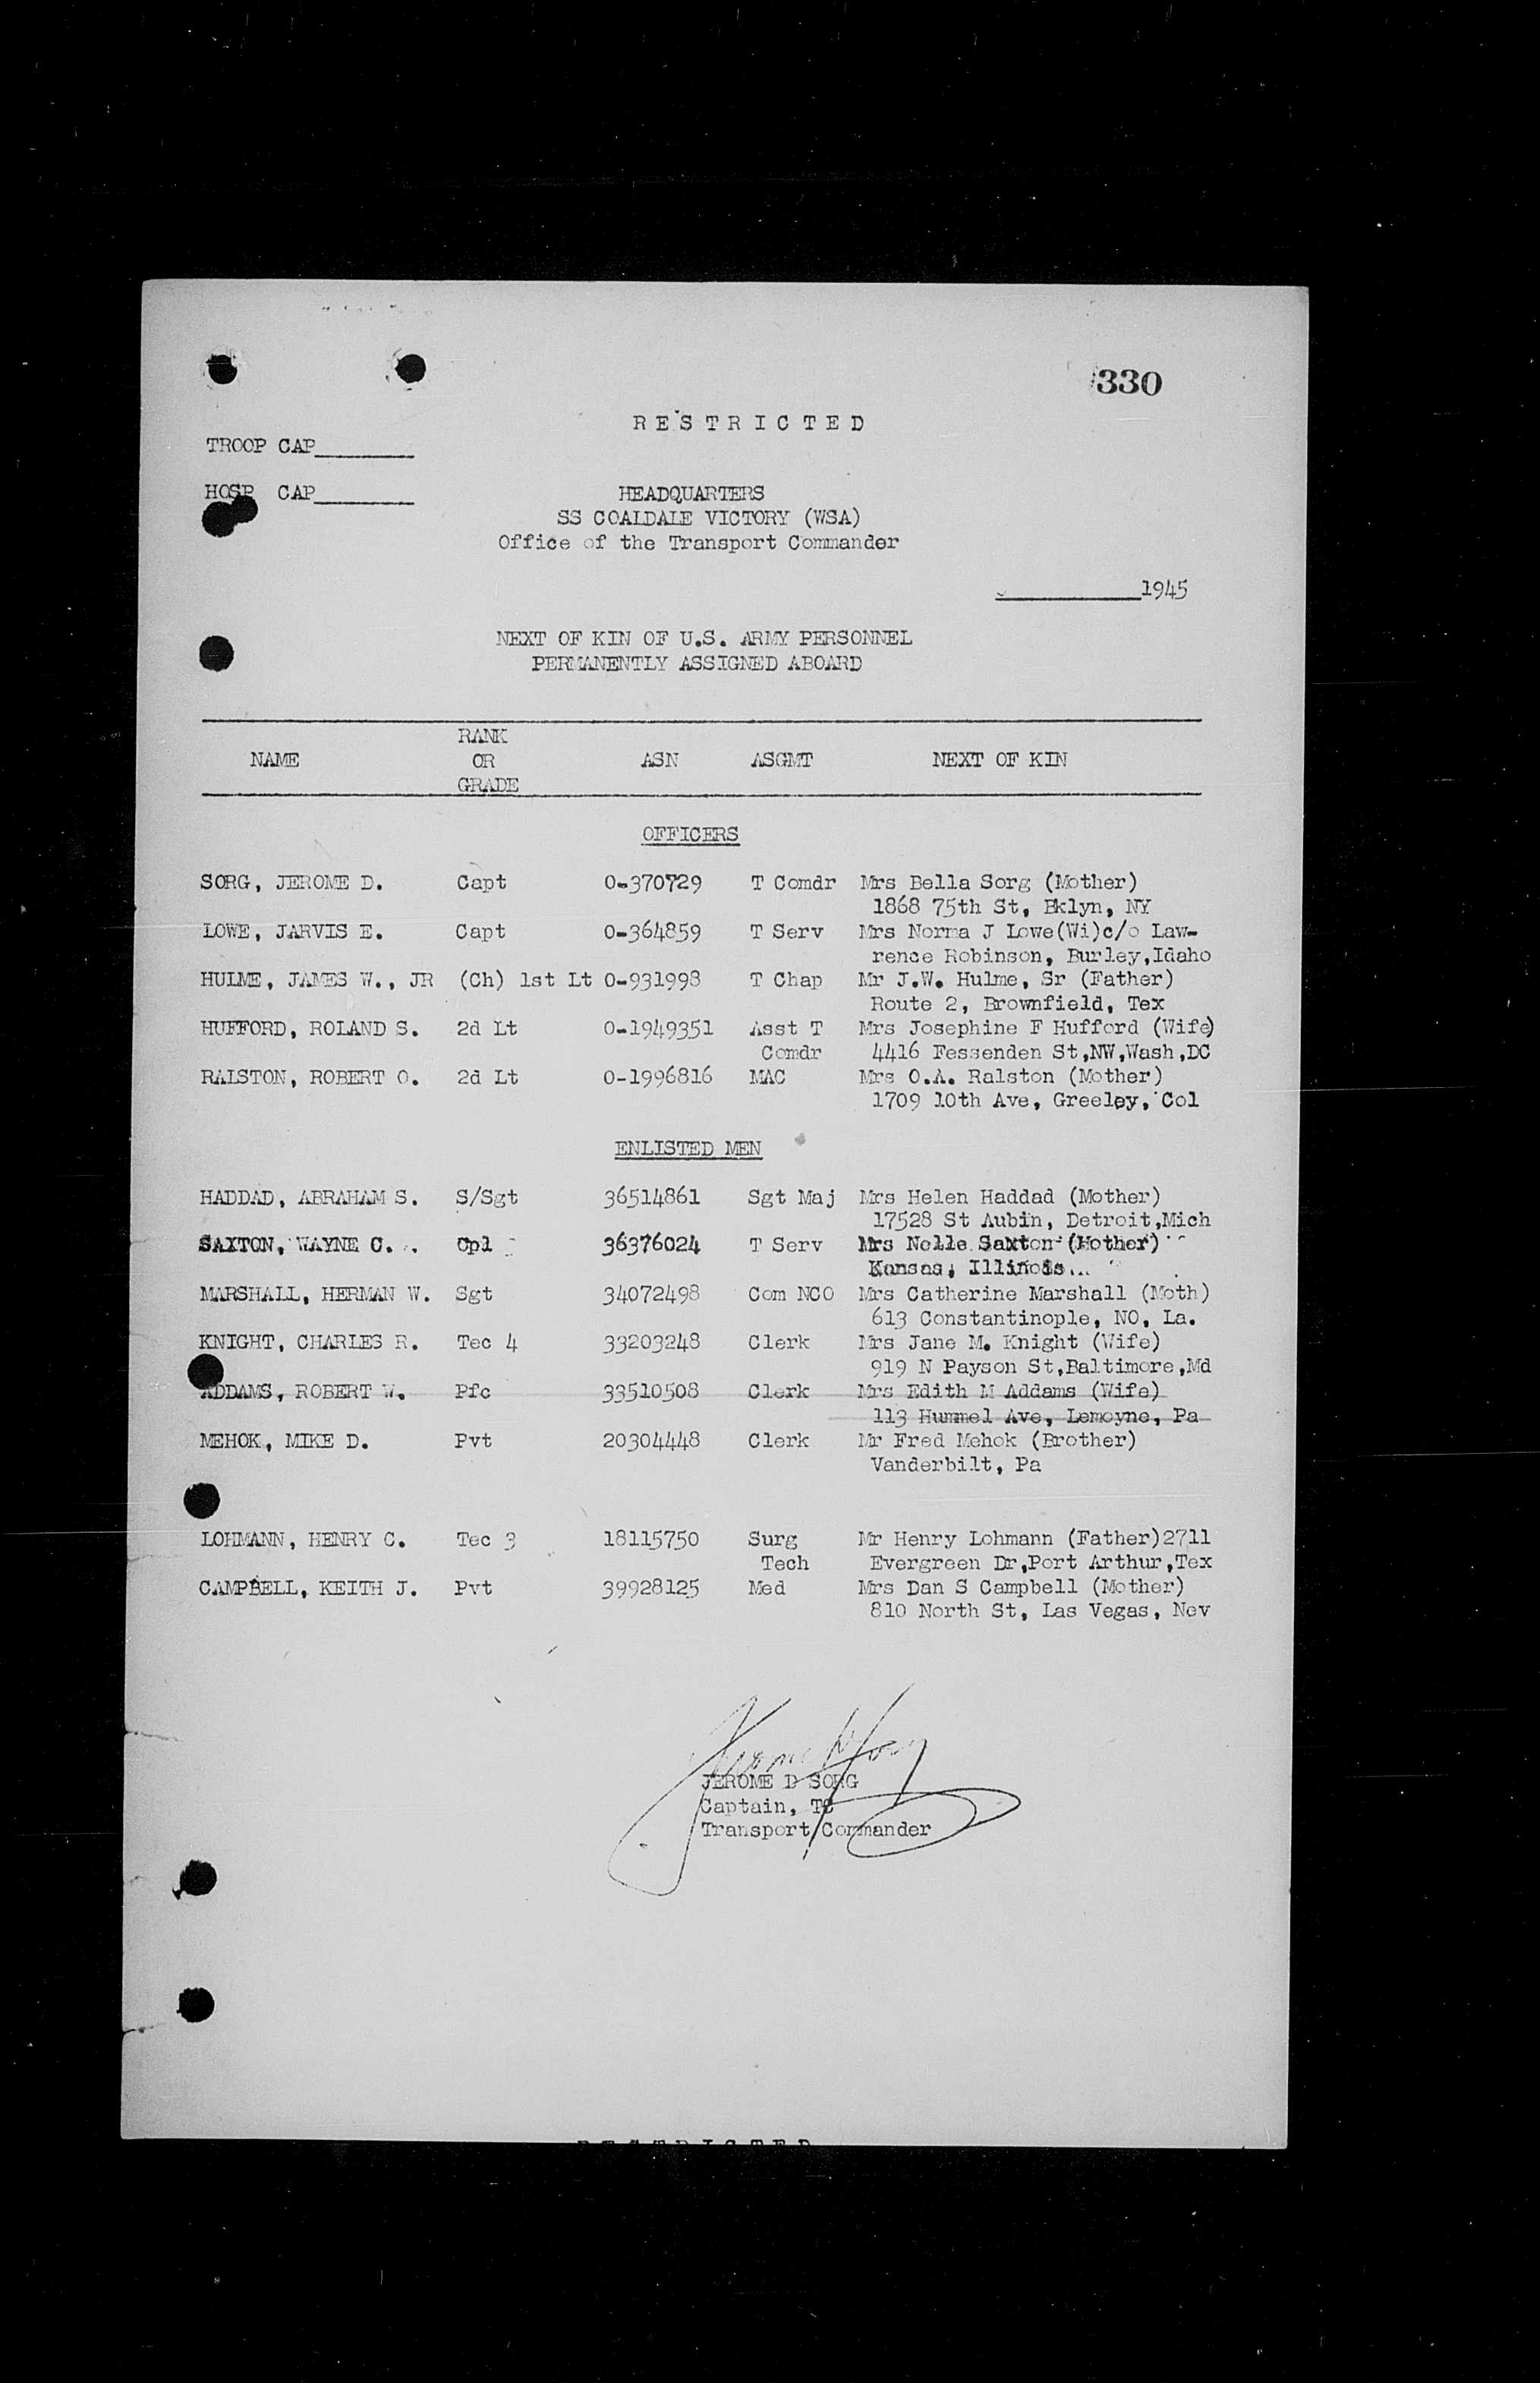 330
R E S T R I C T E D
TROOP CAP________
HOSP CAP________
HEADQUARTERS
SS COALDALE VICTORY (WSA)
Office of the Transport Commander
____________1945
NEXT OF KIN OF U.S. ARMY PERSONNEL
PERMANENTLY ASSIGNED ABOARD
RANK
NAME OR ASN ASGMT NEXT OF KIN
GRADE
OFFICERS
SORG, JEROME D. Capt O-370729 T Comdr Mrs Bella Sorg (Mother)
1868 75th St, Bklyn, NY
LOWE, JARVIS E. Capt O-364859 T Serv Mrs Norma J Lowe(Wi)c/o Law-
rence Robinson, Burley,Idaho
HULME, JAMES W., JR (Ch) 1st Lt O-931998 T Chap Mr J.W. Hulme, Sr (Father)
Route 2, Brownfield, Tex
HUFFORD, ROLAND S. 2d Lt O-1949351 Asst T Mrs Josephine F Hufford (Wife)
Comdr 4416 Fessenden St,NW,Wash,DC
RALSTON, ROBERT O. 2d Lt O-1996816 MAC Mrs O.A. Ralston (Mother)
1709 10th Ave, Greeley, Col
ENLISTED MEN
HADDAD, ABRAHAM S. S/Sgt 36514861 Sgt Maj Mrs Helen Haddad (Mother)
17528 St Aubin, Detroit,Mich
SAXTON, WAYNE C. Cpl 36376024 T Serv Mrs Nelle Saxton (Mother)
Kansas, Illinois
MARSHALL, HERMAN W. Sgt 34072498 Com NCO Mrs Catherine Marshall (Moth)
613 Constantinople, NO, La.
KNIGHT, CHARLES R. Tec 4 33203248 Clerk Mrs Jane M. Knight (Wife)
919 N Payson St,Baltimore,Md
ADDAMS, ROBERT W. Pfc 33510508 Clerk Mrs Edith M Addams (Wife)
113 Hummel Ave, Lemoyne, Pa
MEHOK, MIKE D. Pvt 20304448 Clerk Mr Fred Mehok (Brother)
Vanderbilt, Pa
LOHMANN, HENRY C. Tec 3 18115750 Surg Mr Henry Lohmann (Father)2711
Tech Evergreen Dr,Port Arthur,Tex
CAMPBELL, KEITH J. Pvt 39928125 Med Mrs Dan S Campbell (Mother)
810 North St, Las Vegas, Nev
Jerome D Sorg
JEROME D SORG
Captain, TC
Transport Commander
R E S T R I C T E D